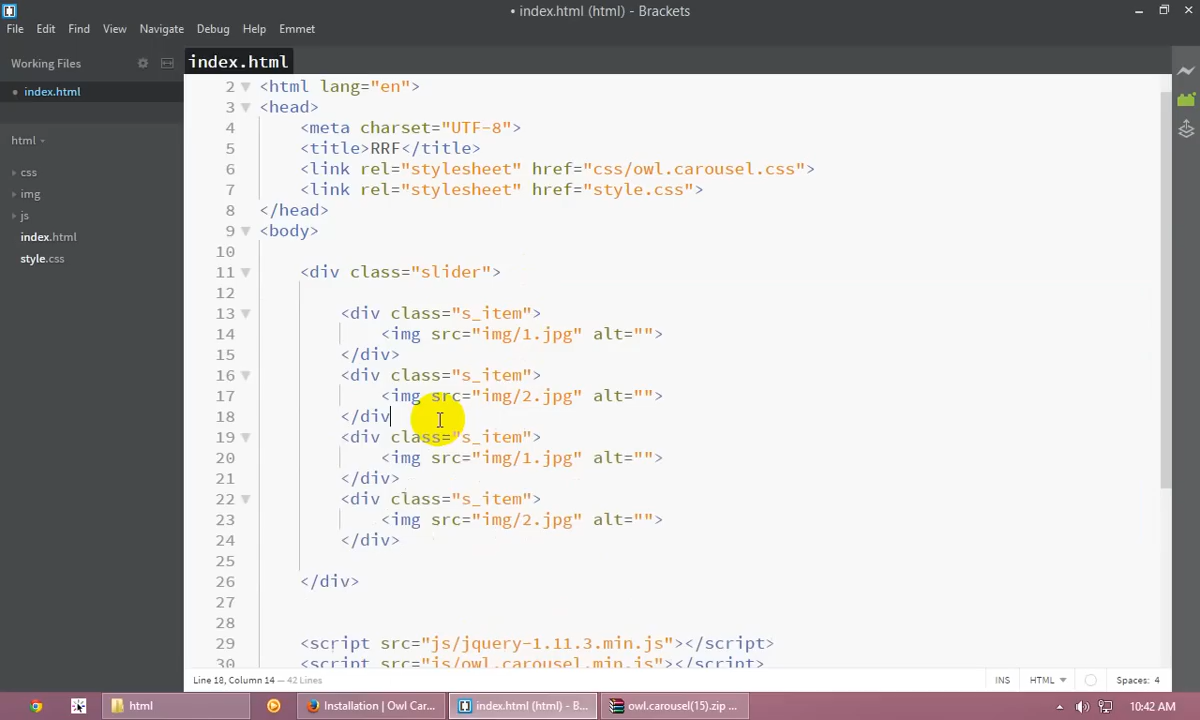 • index.html (html) - Brackets
File Edit Find View Navigate Debug Help Emmet
Working Files
• index.html
html
css
img
js
index.html
style.css
index.html
2 <html lang="en">
3 <head>
4 <meta charset="UTF-8">
5 <title>RRF</title>
6 <link rel="stylesheet" href="css/owl.carousel.css">
7 <link rel="stylesheet" href="style.css">
8 </head>
9 <body>
10
11 <div class="slider">
12
13 <div class="s_item">
14 <img src="img/1.jpg" alt="">
15 </div>
16 <div class="s_item">
17 <img src="img/2.jpg" alt="">
18 </div
19 <div class="s_item">
20 <img src="img/1.jpg" alt="">
21 </div>
22 <div class="s_item">
23 <img src="img/2.jpg" alt="">
24 </div>
25
26 </div>
27
28
29 <script src="js/jquery-1.11.3.min.js"></script>
30 <script src="js/owl.carousel.min.js"></script>
Line 18, Column 14 — 42 Lines INS HTML Spaces: 4
html Installation | Owl Car... index.html (html) - B... owl.carousel(15).zip ... 10:42 AM